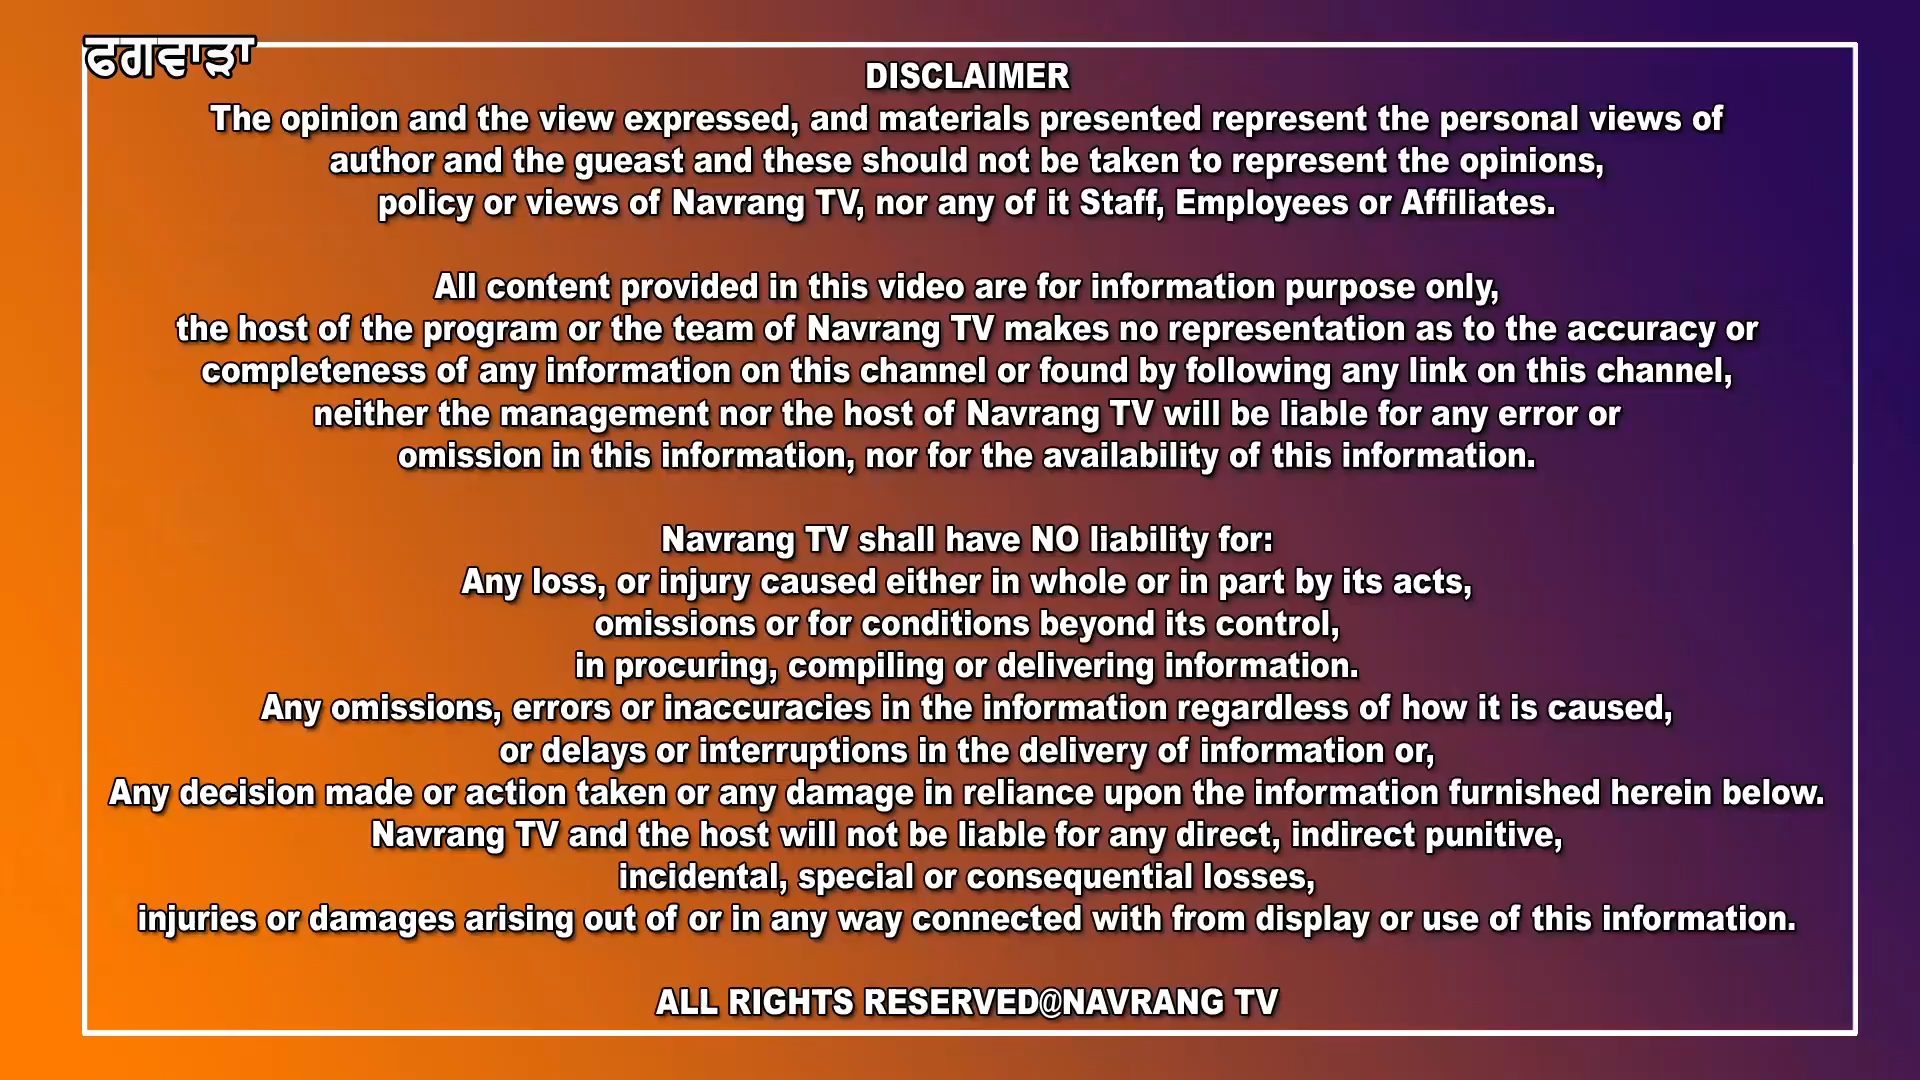 ਫਗਵਾੜਾ
DISCLAIMER
The opinion and the view expressed, and materials presented represent the personal views of
author and the gueast and these should not be taken to represent the opinions,
policy or views of Navrang TV, nor any of it Staff, Employees or Affiliates.
All content provided in this video are for information purpose only,
the host of the program or the team of Navrang TV makes no representation as to the accuracy or
completeness of any information on this channel or found by following any link on this channel,
neither the management nor the host of Navrang TV will be liable for any error or
omission in this information, nor for the availability of this information.
Navrang TV shall have NO liability for:
Any loss, or injury caused either in whole or in part by its acts,
omissions or for conditions beyond its control,
in procuring, compiling or delivering information.
Any omissions, errors or inaccuracies in the information regardless of how it is caused,
or delays or interruptions in the delivery of information or,
Any decision made or action taken or any damage in reliance upon the information furnished herein below.
Navrang TV and the host will not be liable for any direct, indirect punitive,
incidental, special or consequential losses,
injuries or damages arising out of or in any way connected with from display or use of this information.
ALL RIGHTS RESERVED@NAVRANG TV